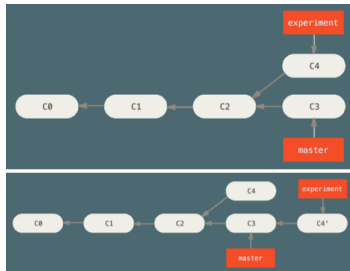 experiment
C4
C0 C1 C2 C3
master
C4 experiment
C0 C1 C2 C3 C4'
master